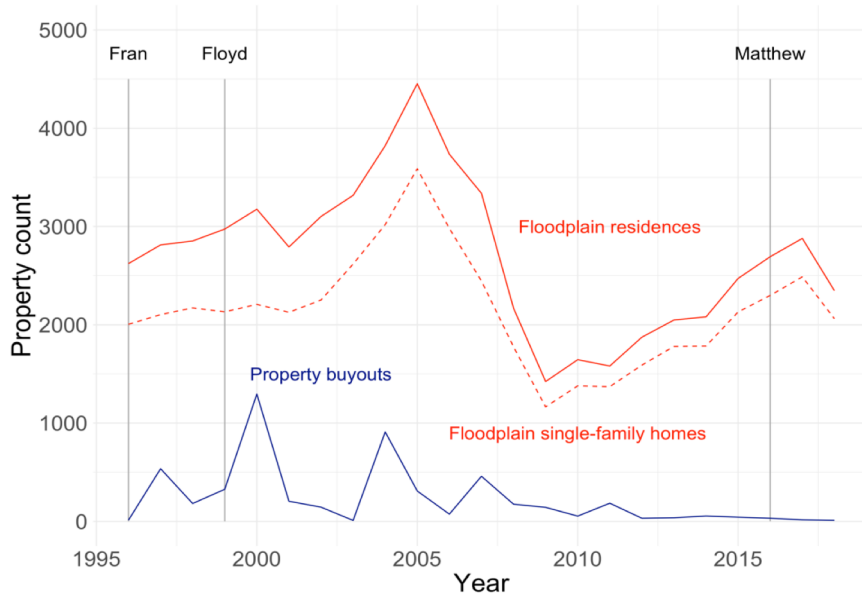 5000
Fran
Floyd
Matthew
4000
3000
Floodplain residences
2000
Property buyouts
1000
Floodplain single-family homes
0
Property count
1995
2000
2005
2010
2015
Year